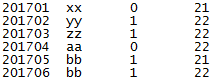 201701 xx 0 21
201702 yy 1 22
201703 zz 1 22
201704 aa 0 22
201705 bb 1 21
201706 bb 1 22